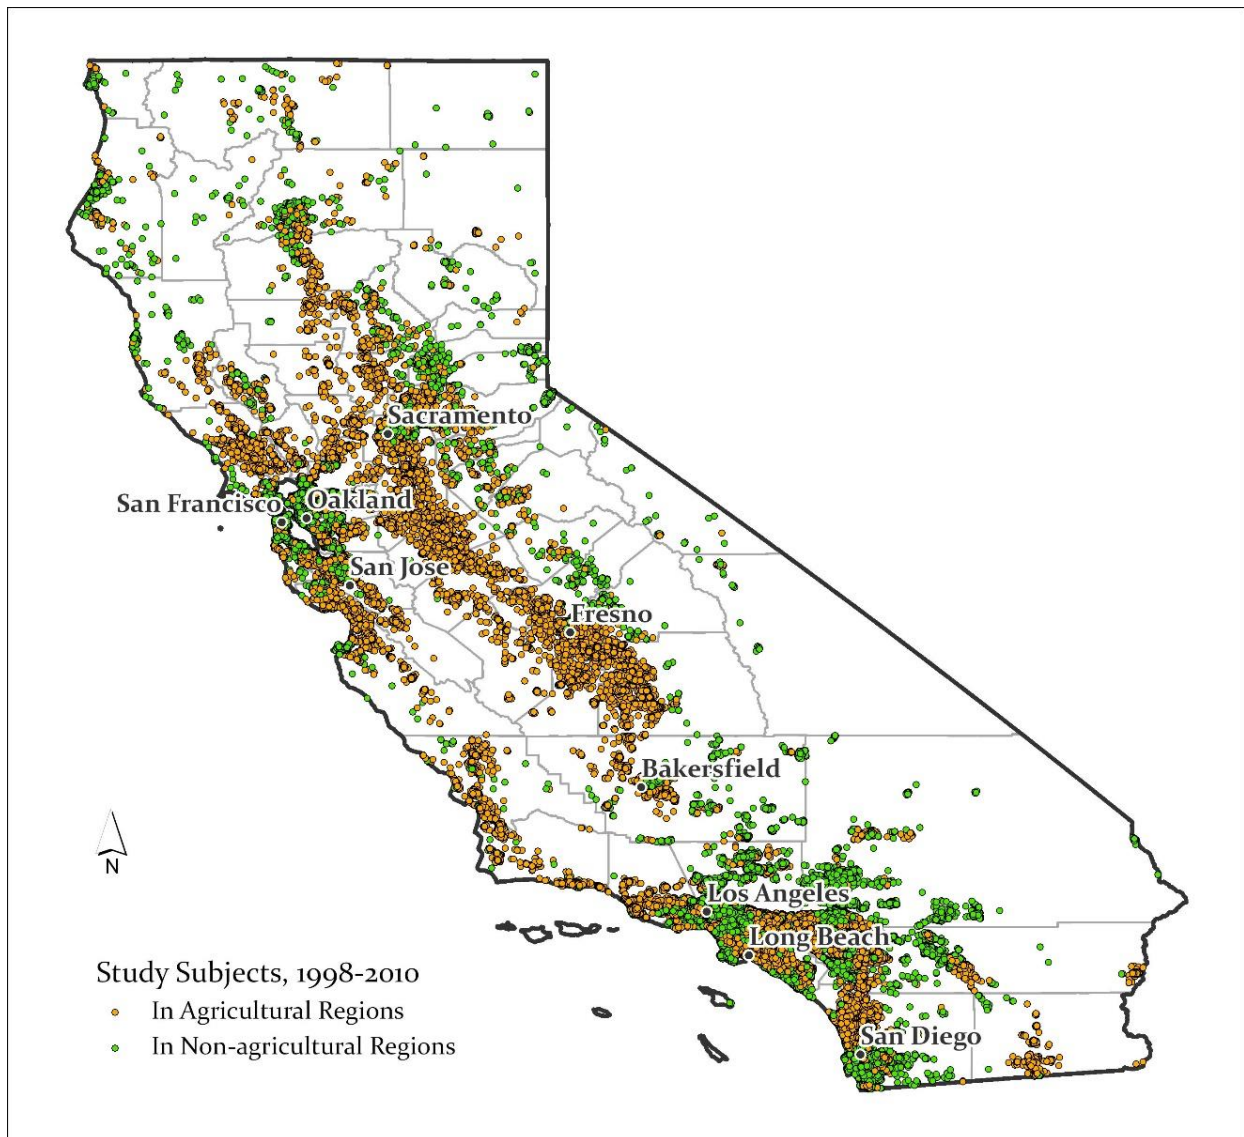 Sacramento
San Francisco
Oakland
San Jose
Fresno
Bakersfield
N
Los Angeles
Long Beach
Study Subjects, 1998-2010
In Agricultural Regions
In Non-agricultural Regions
San Diego